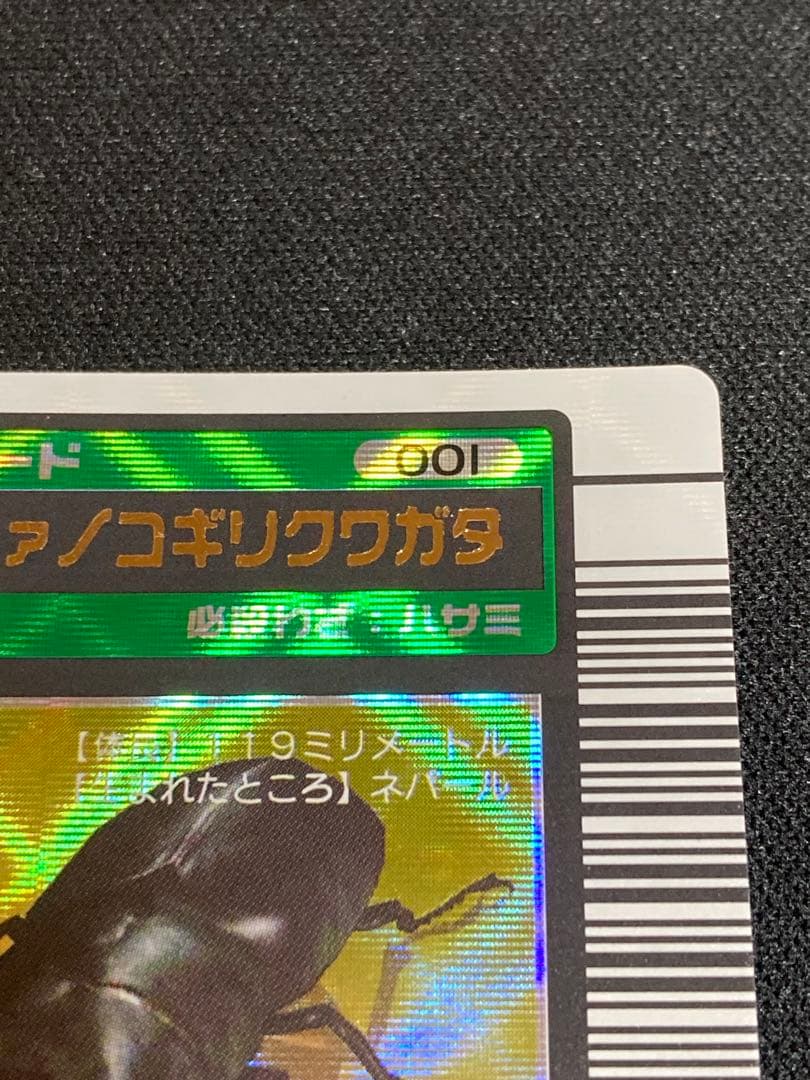 ード 001
ァノコギリクワガタ
必殺わざ：ハサミ
【体長】119ミリメートル
【生まれたところ】ネパール